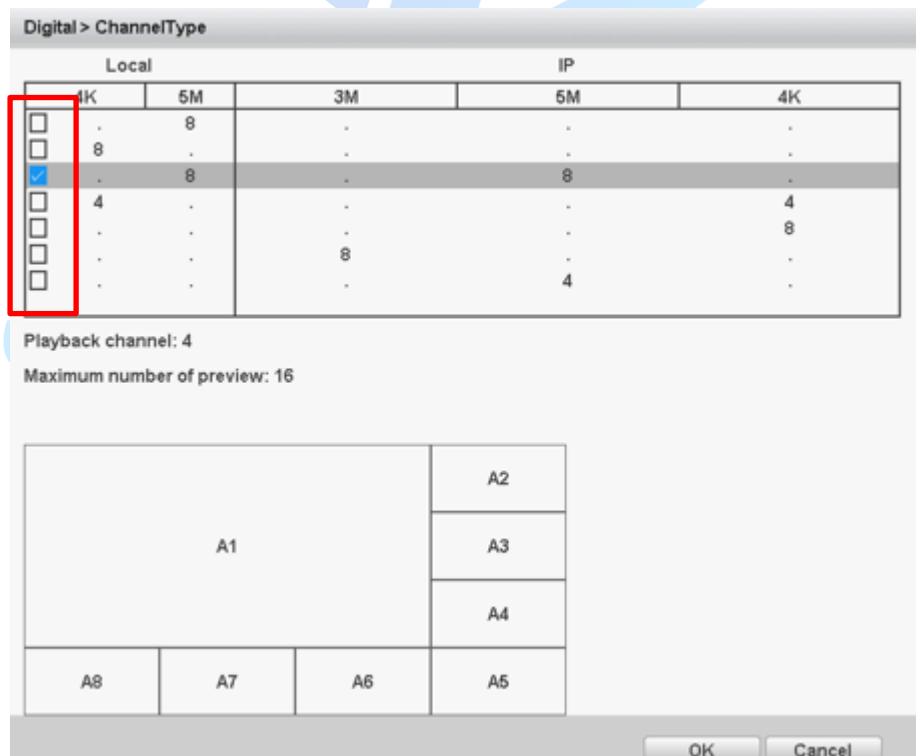 Digital > ChannelType
Local IP
4K 5M 3M 5M 4K
. 8 . . .
8 . . . .
. 8 . 8 .
4 . . . 4
. . . . 8
. . 8 . .
. . . 4 .
Playback channel: 4
Maximum number of preview: 16
A2
A1 A3
A4
A8 A7 A6 A5
OK Cancel